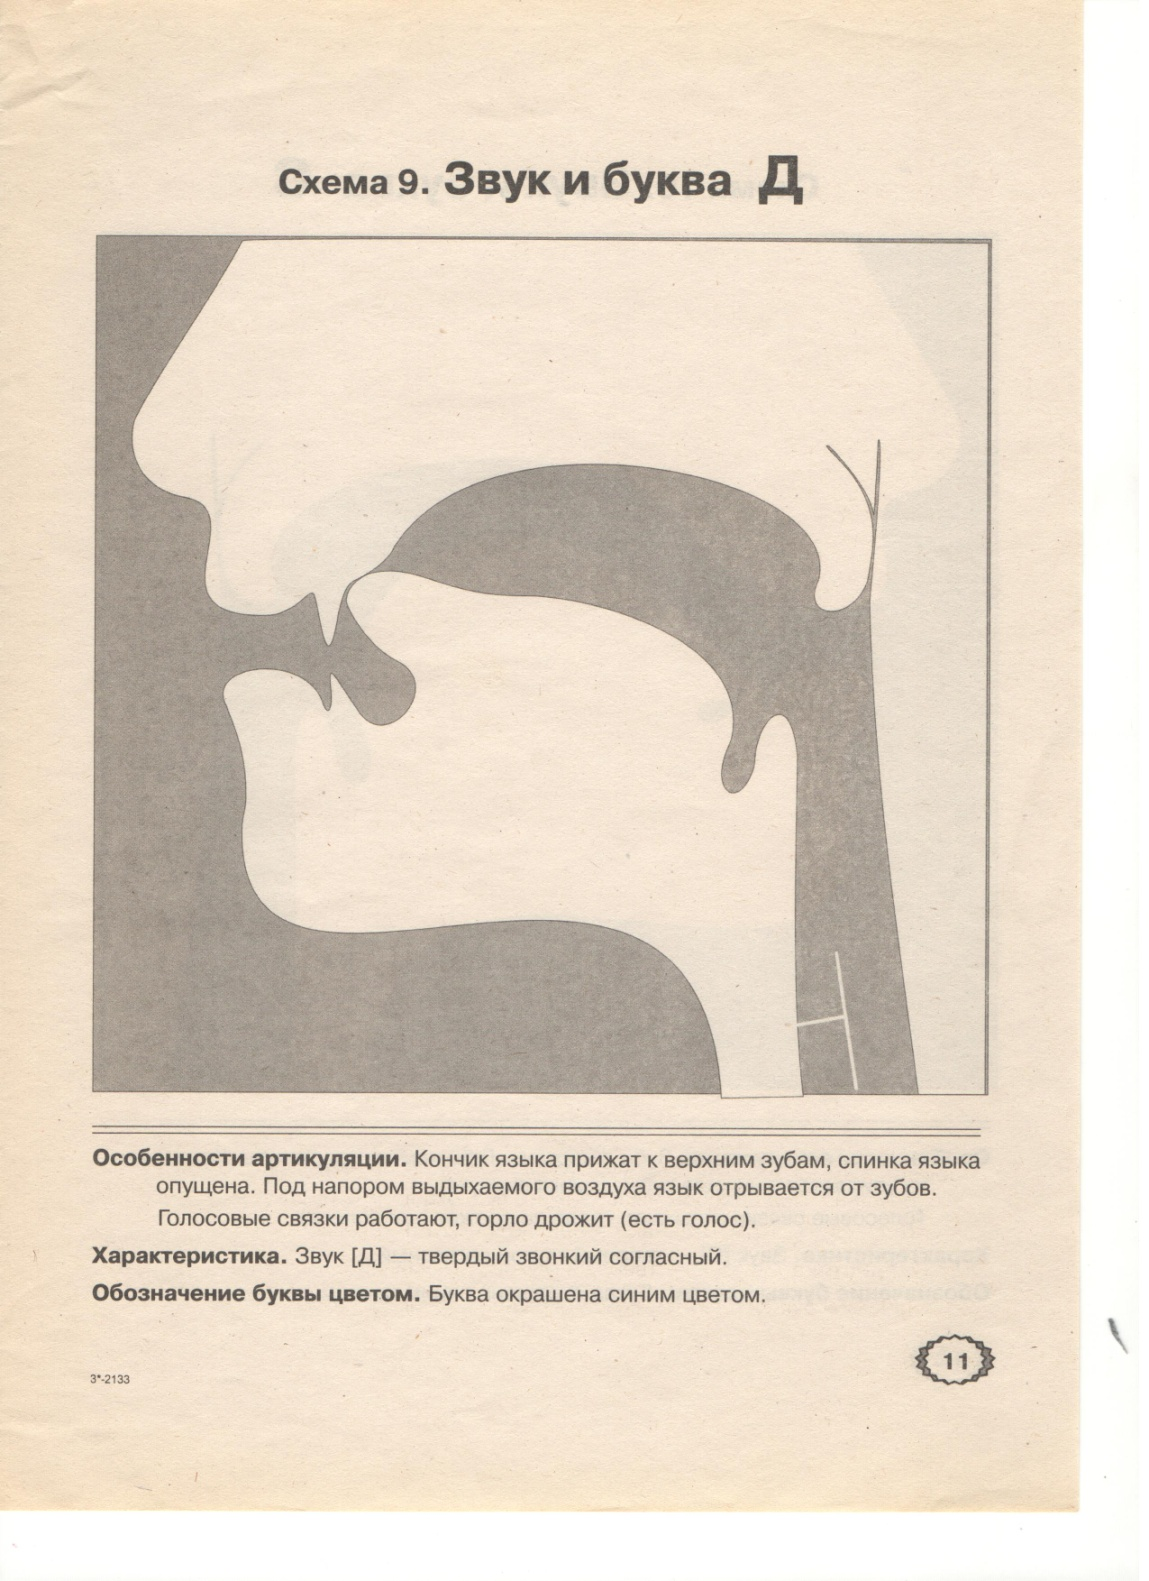 Схема 9. Звук и буква Д
Особенности артикуляции. Кончик языка прижат к верхним зубам, спинка языка
опущена. Под напором выдыхаемого воздуха язык отрывается от зубов.
Голосовые связки работают, горло дрожит (есть голос).
Характеристика. Звук [Д] — твердый звонкий согласный.
Обозначение буквы цветом. Буква окрашена синим цветом.
11
3*-2133